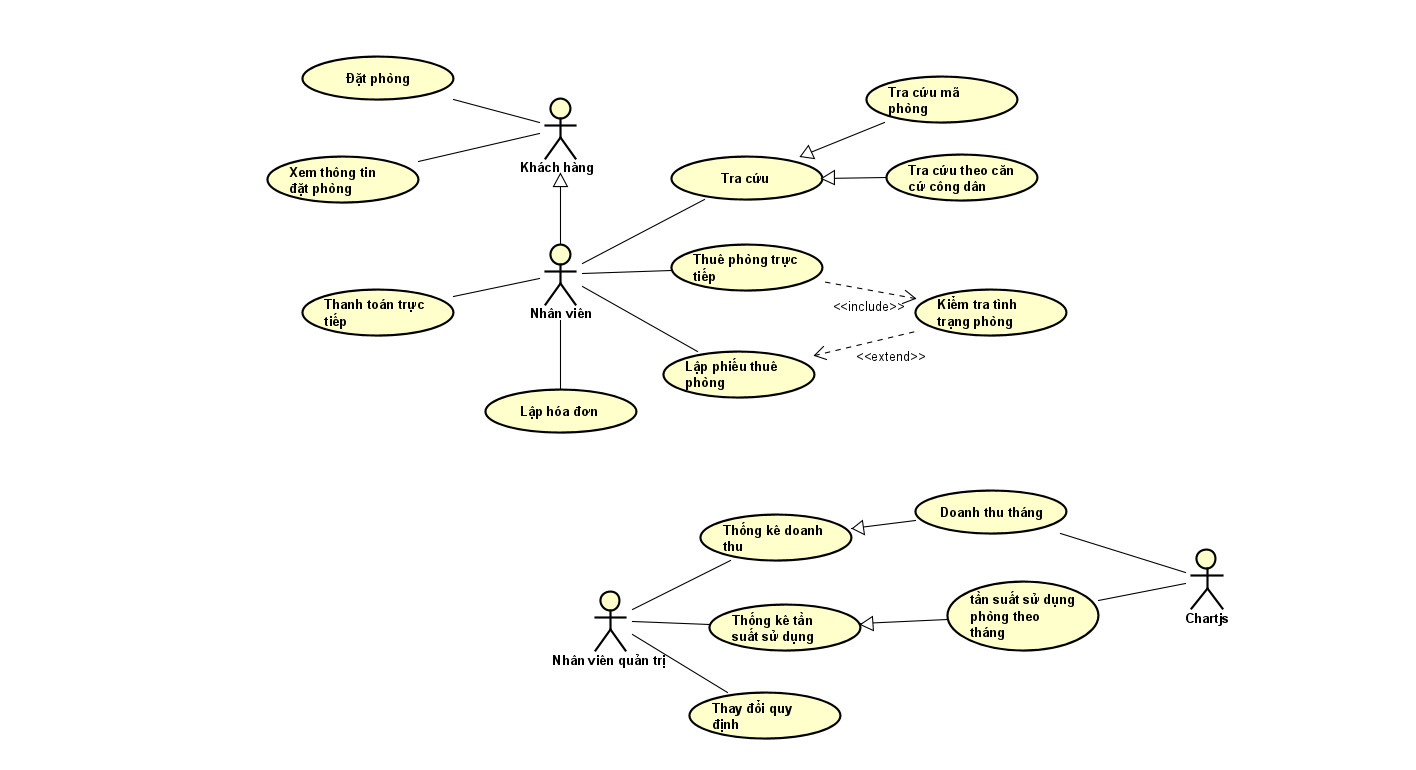 Đặt phòng
Tra cứu mã
phòng
Khách hàng
Xem thông tin
đặt phòng
Tra cứu
Tra cứu theo căn
cứ công dân
Thuê phòng trực
tiếp
Thanh toán trực
tiếp
Nhân viên
<<include>>
Kiểm tra tình
trạng phòng
<<extend>>
Lập phiếu thuê
phòng
Lập hóa đơn
Thống kê doanh
thu
Doanh thu tháng
tần suất sử dụng
phòng theo
tháng
Chartjs
Thống kê tần
suất sử dụng
Nhân viên quản trị
Thay đổi quy
định